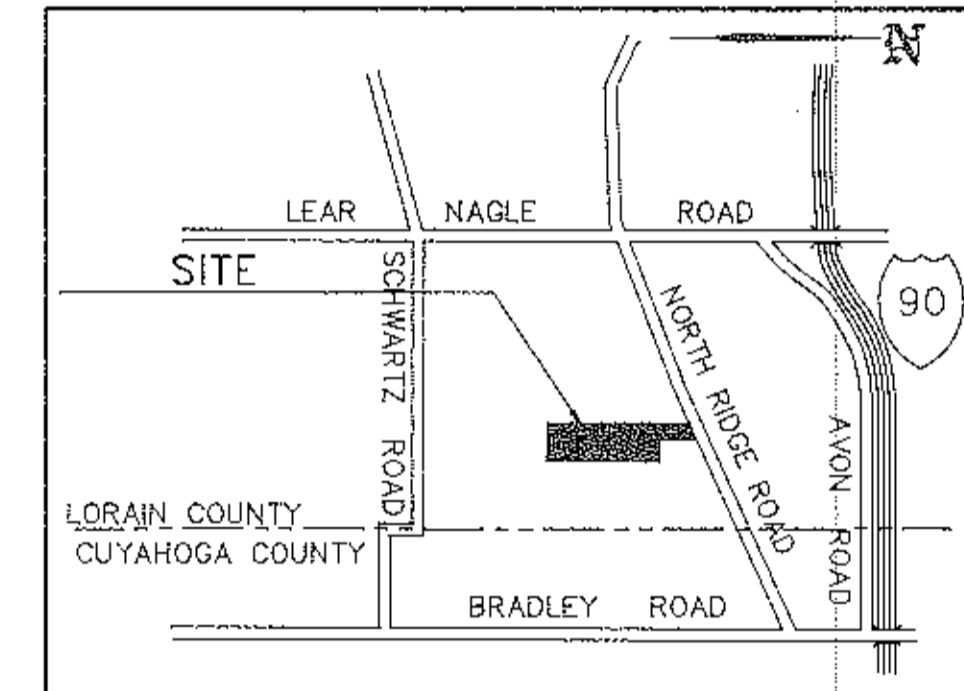 N
LEAR NAGLE ROAD
SITE
90
SCHWARTZ ROAD
NORTH RIDGE ROAD
AVON ROAD
LORAIN COUNTY
CUYAHOGA COUNTY
BRADLEY ROAD